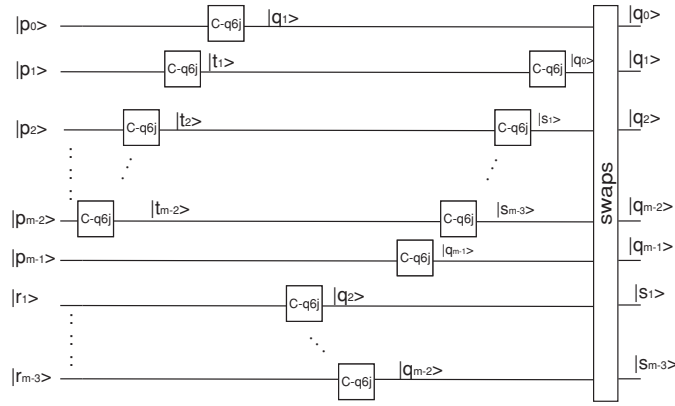 |p0> C-q6j |q1> |q0>
|p1> C-q6j |t1> C-q6j |q0> |q1>
|p2> C-q6j |t2> C-q6j |s1> |q2>
|pm-2> C-q6j |tm-2> C-q6j |sm-3> |qm-2>
|pm-1> C-q6j |qm-1> |qm-1>
|r1> C-q6j |q2> |s1>
|rm-3> C-q6j |qm-2> |sm-3>
swaps